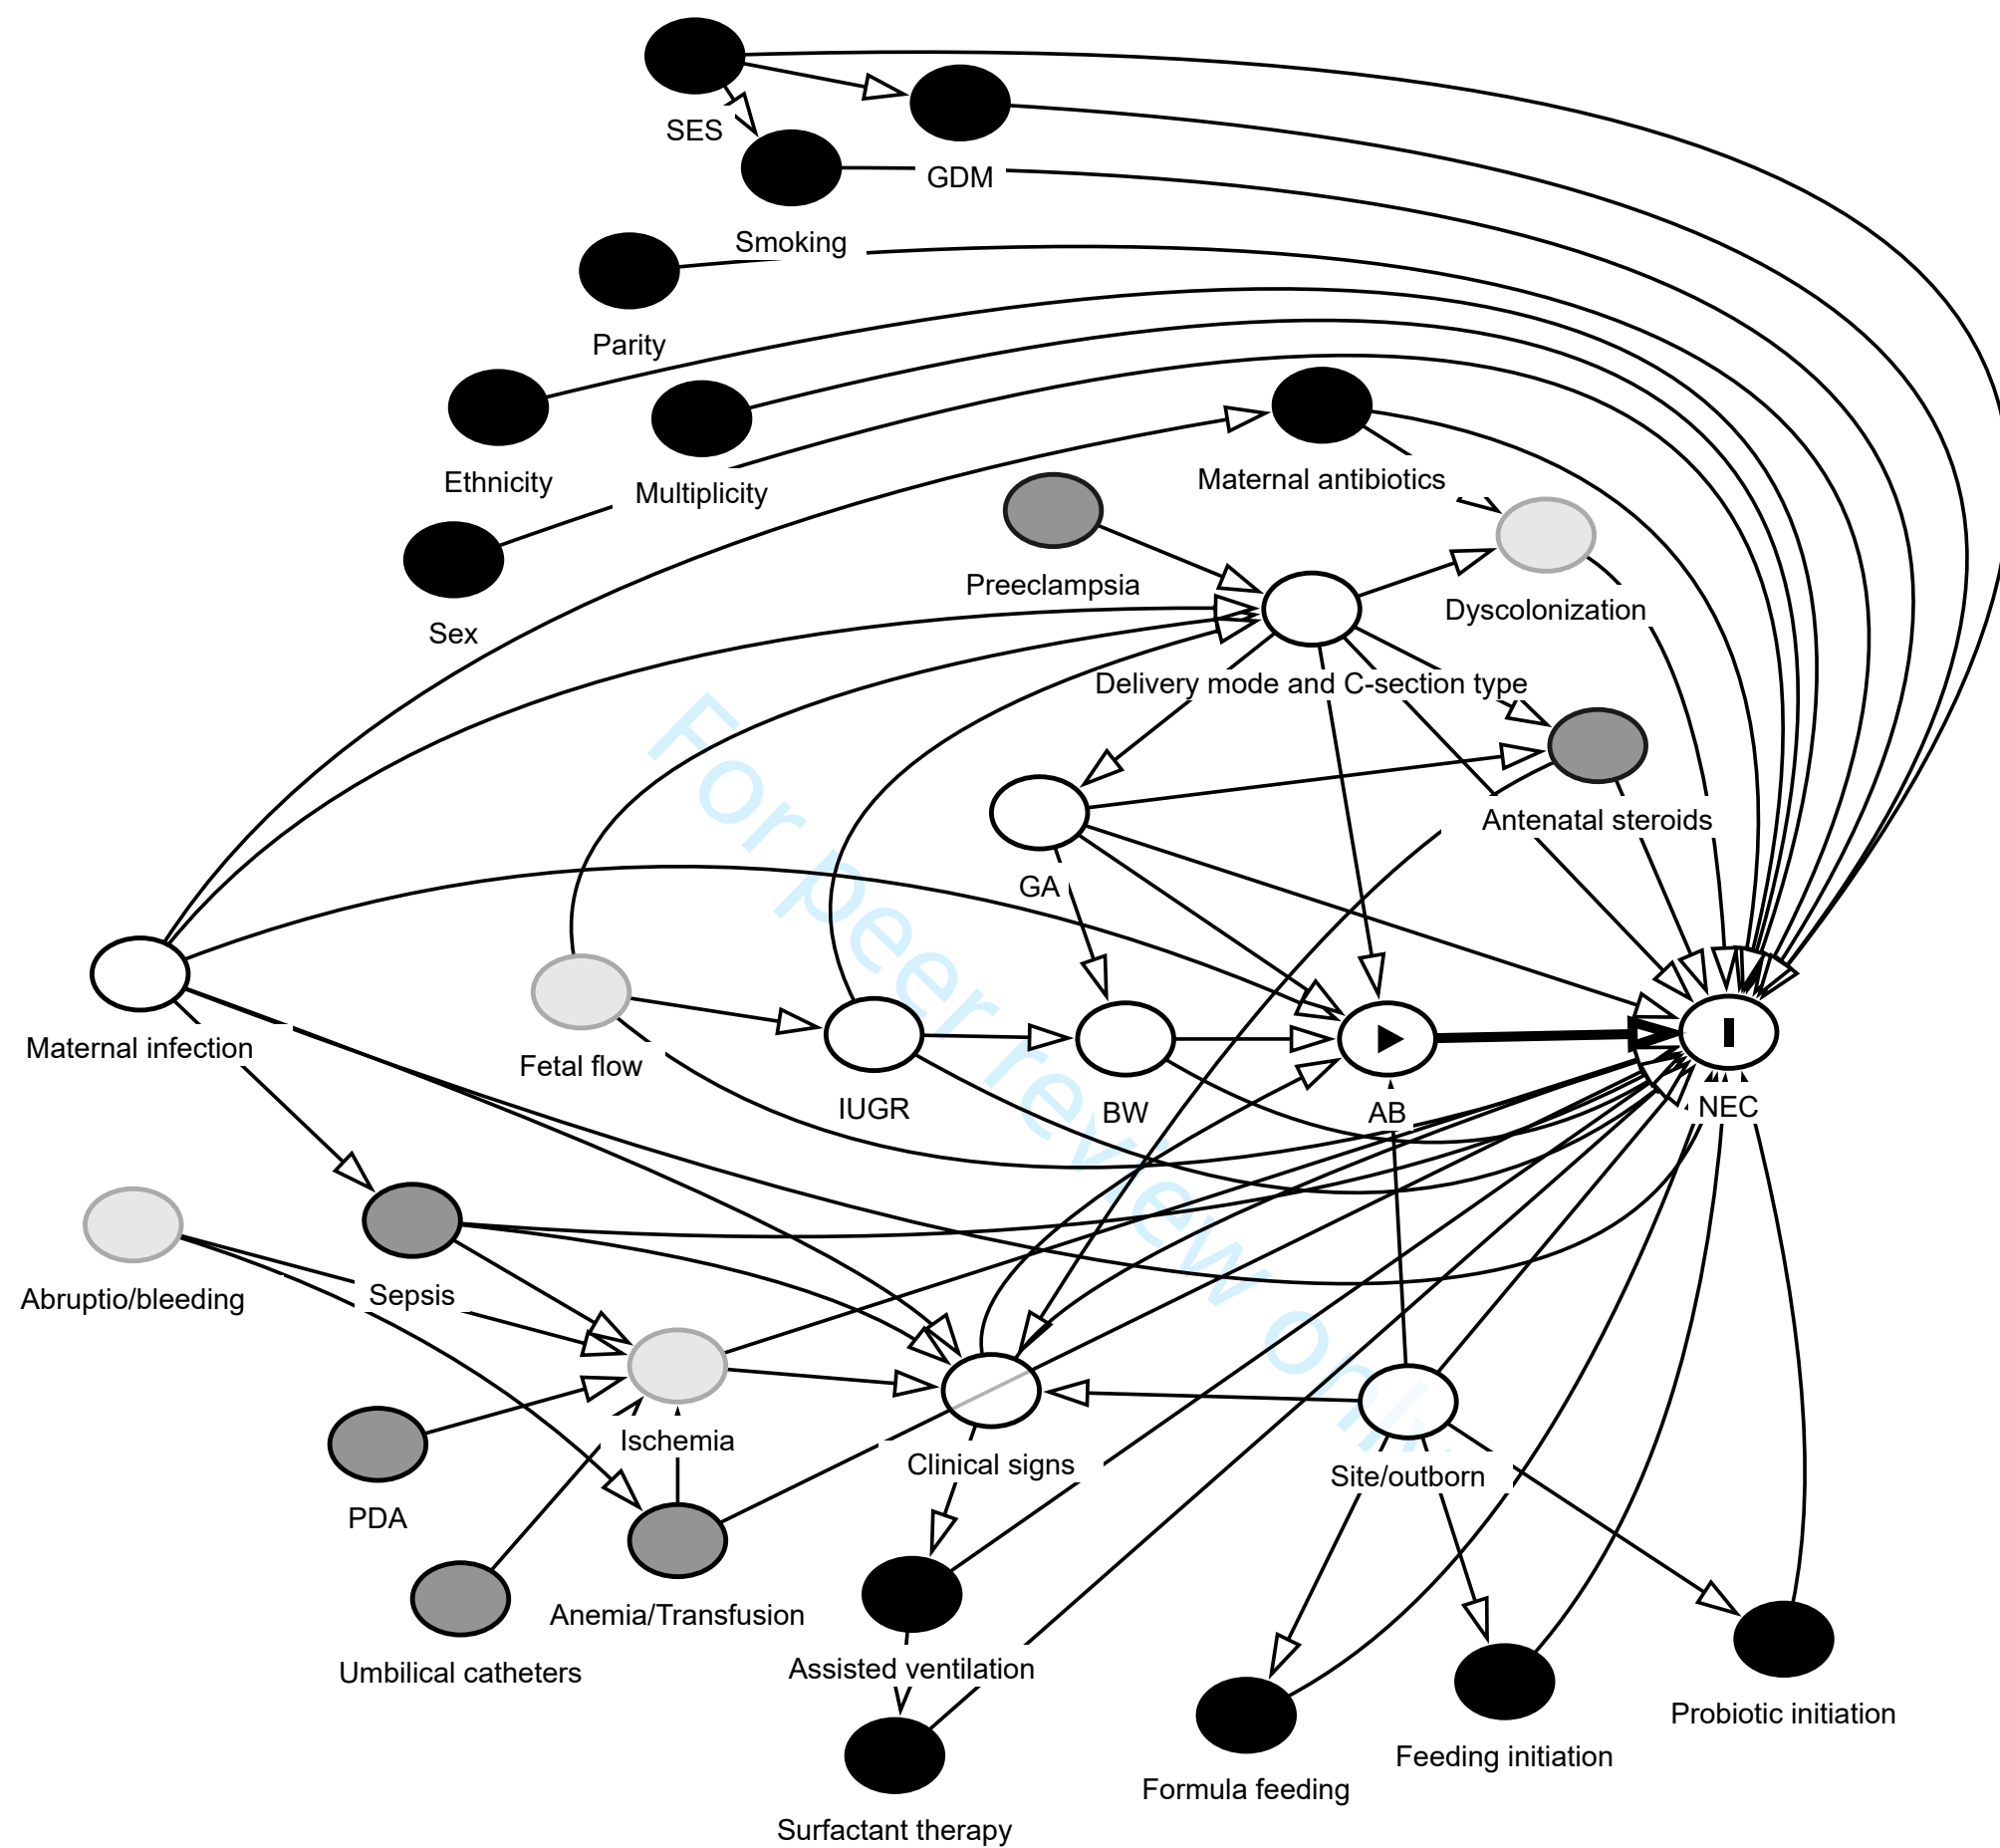 SES
GDM
Smoking
Parity
Ethnicity
Multiplicity
Maternal antibiotics
Preeclampsia
Dyscolonization
Sex
Delivery mode and C-section type
Antenatal steroids
GA
Maternal infection
Fetal flow
IUGR
BW
AB
NEC
Abruptio/bleeding
Sepsis
Ischemia
Clinical signs
Site/outborn
PDA
Anemia/Transfusion
Umbilical catheters
Assisted ventilation
Probiotic initiation
Feeding initiation
Formula feeding
Surfactant therapy
For peer review only